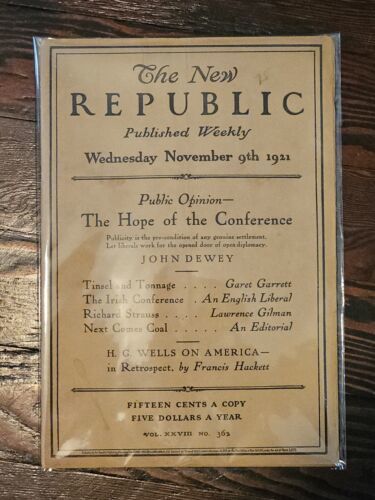 The New
REPUBLIC
Published Weekly
Wednesday November 9th 1921
Public Opinion—
The Hope of the Conference
Publicity is the pre-condition of any genuine settlement.
Let liberals work for the opened door of open diplomacy.
JOHN DEWEY
Tinsel and Tonnage . . . . Garet Garrett
The Irish Conference . An English Liberal
Richard Strauss . . . . Lawrence Gilman
Next Comes Coal . . . . . An Editorial
H. G. WELLS ON AMERICA—
in Retrospect. by Francis Hackett
FIFTEEN CENTS A COPY
FIVE DOLLARS A YEAR
VOL. XXVIII NO. 362